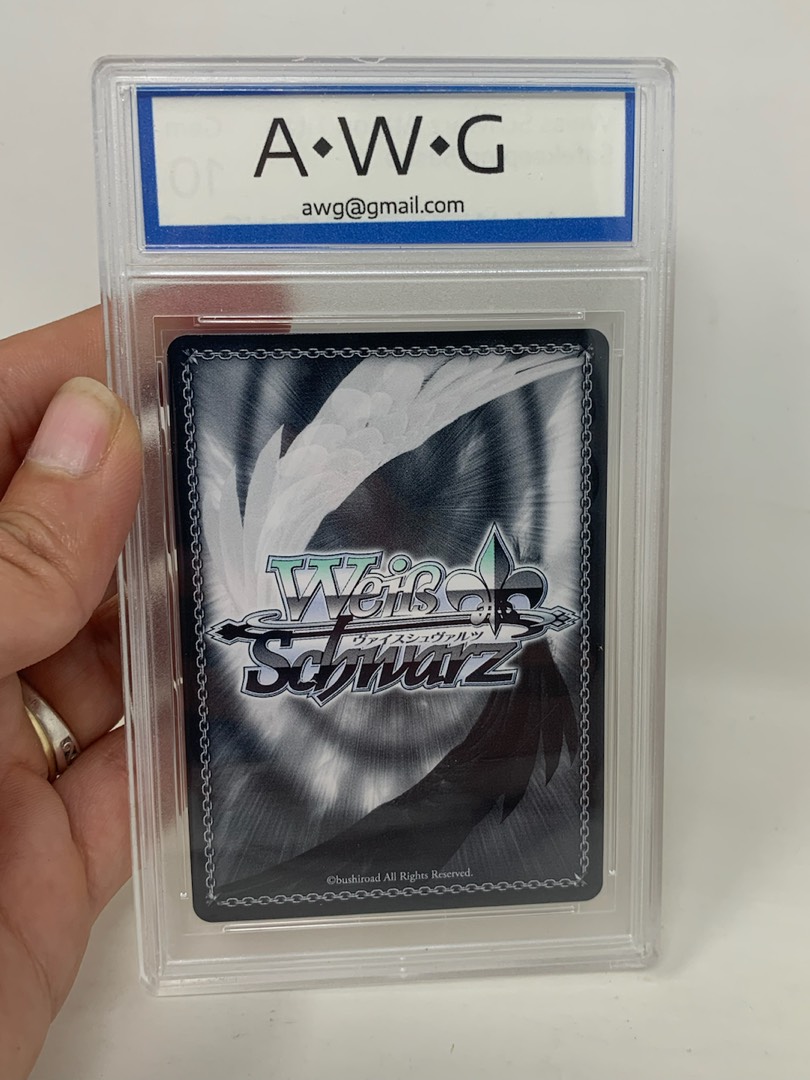 A◆W◆G
awg@gmail.com
Weiß
ヴァイスシュヴァルツ
Schwarz
©bushiroad All Rights Reserved.